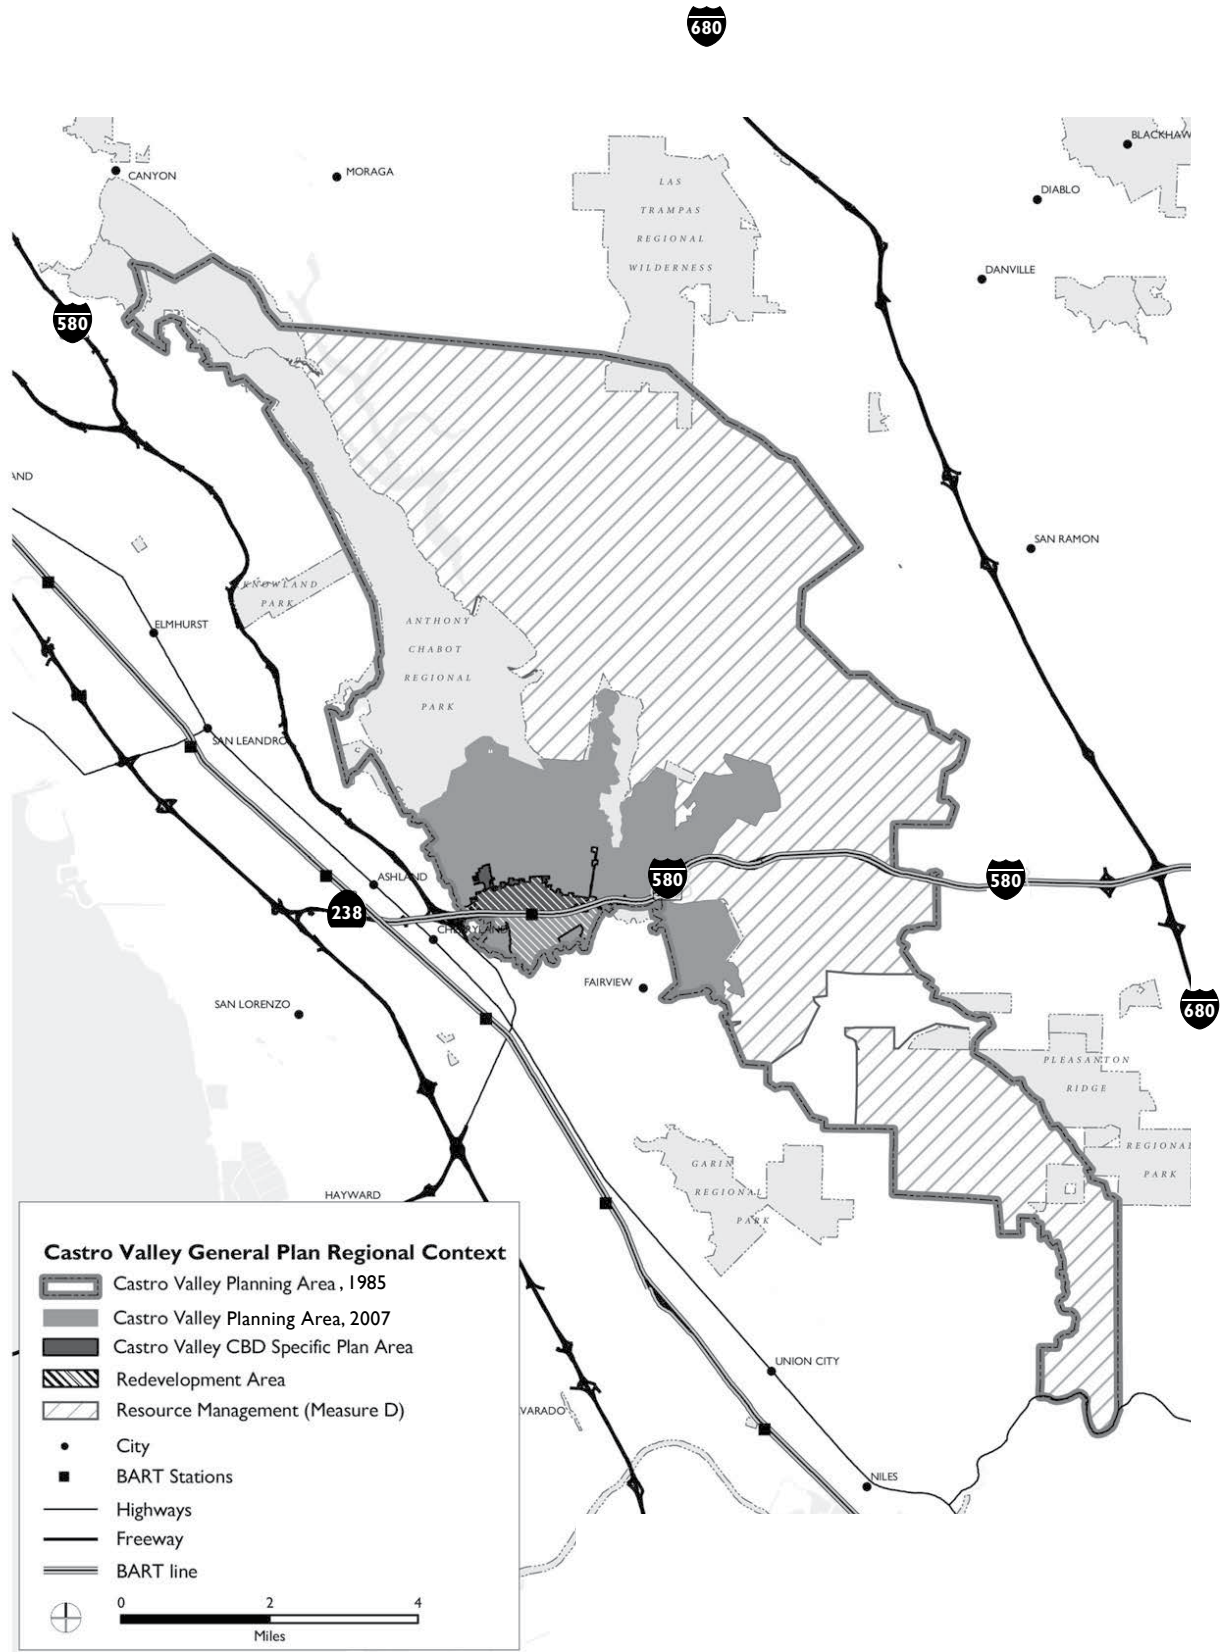 680
BLACKHAW
CANYON
MORAGA
DIABLO
LAS
TRAMPAS
REGIONAL
WILDERNESS
DANVILLE
580
AND
SAN RAMON
KNOWLAND
PARK
ELMHURST
ANTHONY
CHABOT
REGIONAL
PARK
SAN LEANDRO
ASHLAND
580
580
238
CHERRYLAND
FAIRVIEW
SAN LORENZO
680
PLEASANTON
RIDGE
REGIONAL
PARK
GARIN
REGIONAL
PARK
HAYWARD
Castro Valley General Plan Regional Context
Castro Valley Planning Area , 1985
Castro Valley Planning Area, 2007
Castro Valley CBD Specific Plan Area
Redevelopment Area
Resource Management (Measure D)
City
BART Stations
Highways
Freeway
BART line
0 2 4
Miles
UNION CITY
VARADO
NILES